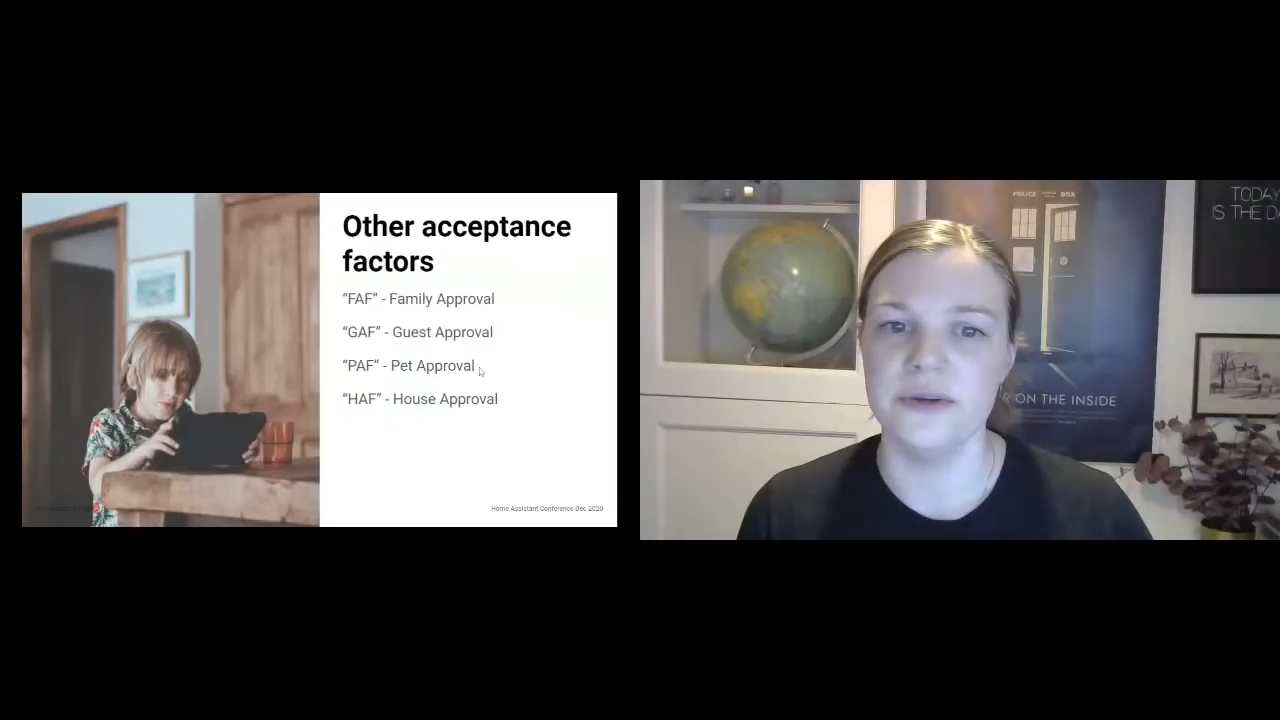 Other acceptance
factors
“FAF” - Family Approval
“GAF” - Guest Approval
“PAF” - Pet Approval
“HAF” - House Approval
Home Assistant Conference Dec 2020
POLICE
BOX
R ON THE INSIDE
TODAY
IS THE D